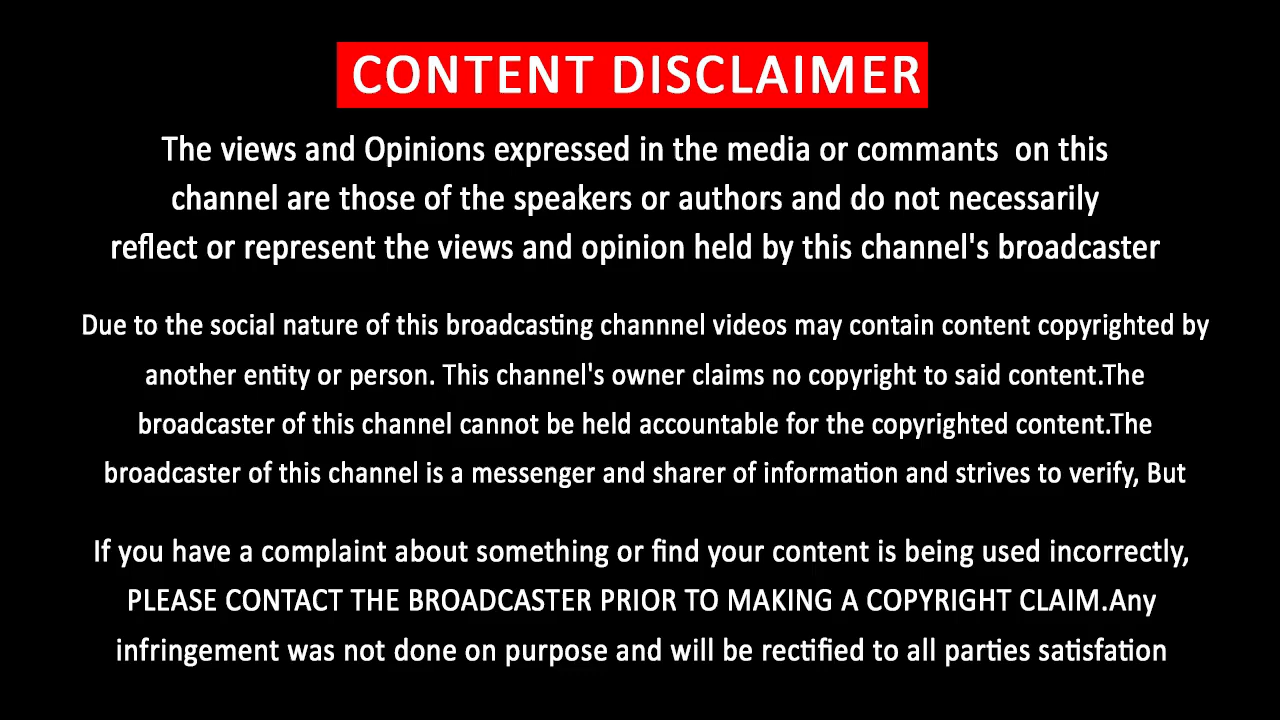 CONTENT DISCLAIMER
The views and Opinions expressed in the media or commants on this
channel are those of the speakers or authors and do not necessarily
reflect or represent the views and opinion held by this channel's broadcaster
Due to the social nature of this broadcasting channnel videos may contain content copyrighted by
another entity or person. This channel's owner claims no copyright to said content.The
broadcaster of this channel cannot be held accountable for the copyrighted content.The
broadcaster of this channel is a messenger and sharer of information and strives to verify, But
If you have a complaint about something or find your content is being used incorrectly,
PLEASE CONTACT THE BROADCASTER PRIOR TO MAKING A COPYRIGHT CLAIM.Any
infringement was not done on purpose and will be rectified to all parties satisfation